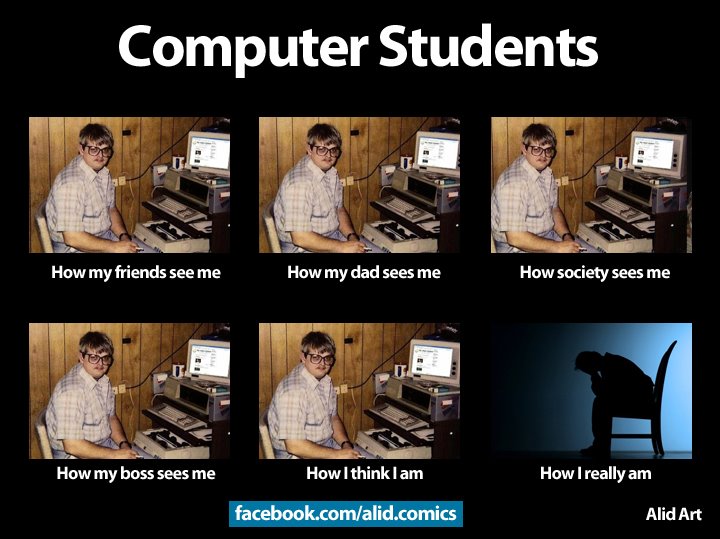 Computer Students
How my friends see me
How my dad sees me
How society sees me
How my boss sees me
How I think I am
How I really am
facebook.com/alid.comics
Alid Art